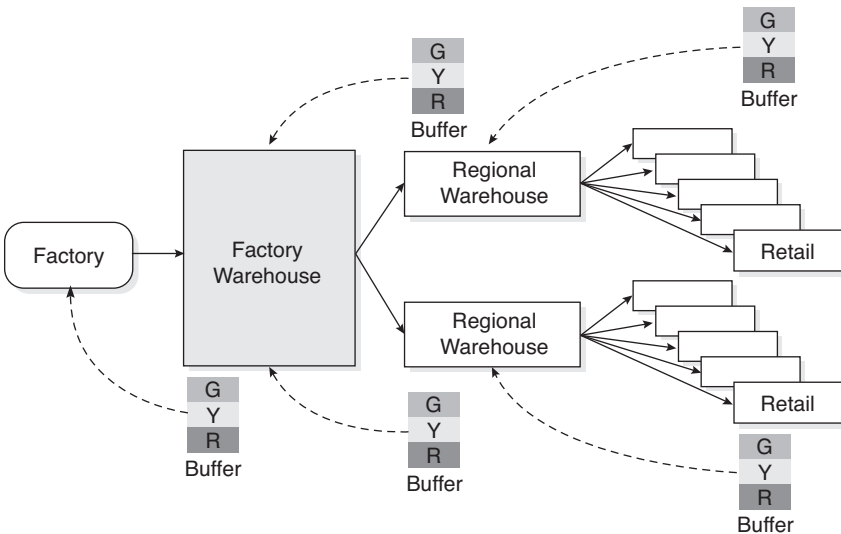 G
Y
R
Buffer
G
Y
R
Buffer
Regional
Warehouse
Retail
Factory
Factory
Warehouse
Regional
Warehouse
Retail
G
Y
R
Buffer
G
Y
R
Buffer
G
Y
R
Buffer